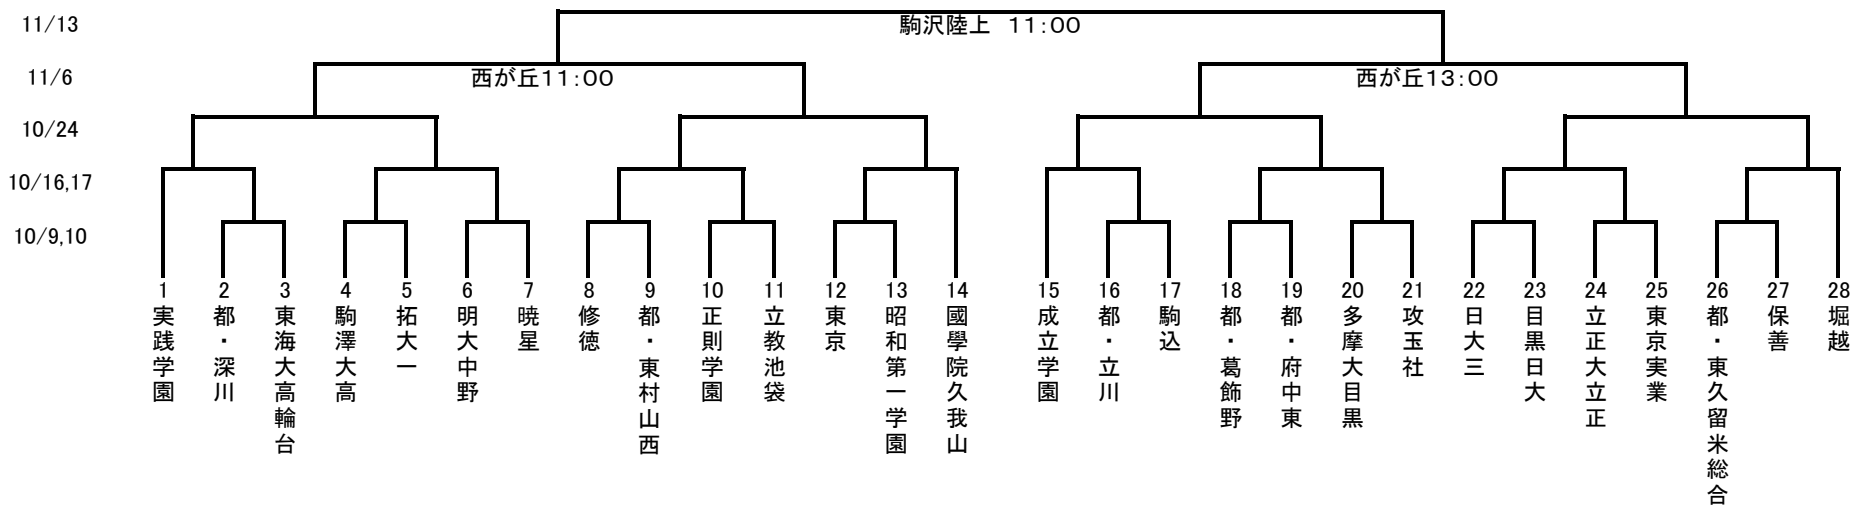 11/13
駒沢陸上 11:00
11/6
西が丘11:00
西が丘13:00
10/24
10/16,17
10/9,10
1 実践学園
2 都・深川
3 東海大高輪台
4 駒澤大高
5 拓大一
6 明大中野
7 暁星
8 修徳
9 都・東村山西
10 正則学園
11 立教池袋
12 東京
13 昭和第一学園
14 國學院久我山
15 成立学園
16 都・立川
17 駒込
18 都・葛飾野
19 都・府中東
20 多摩大目黒
21 攻玉社
22 日大三
23 目黒日大
24 立正大立正
25 東京実業
26 都・東久留米総合
27 保善
28 堀越